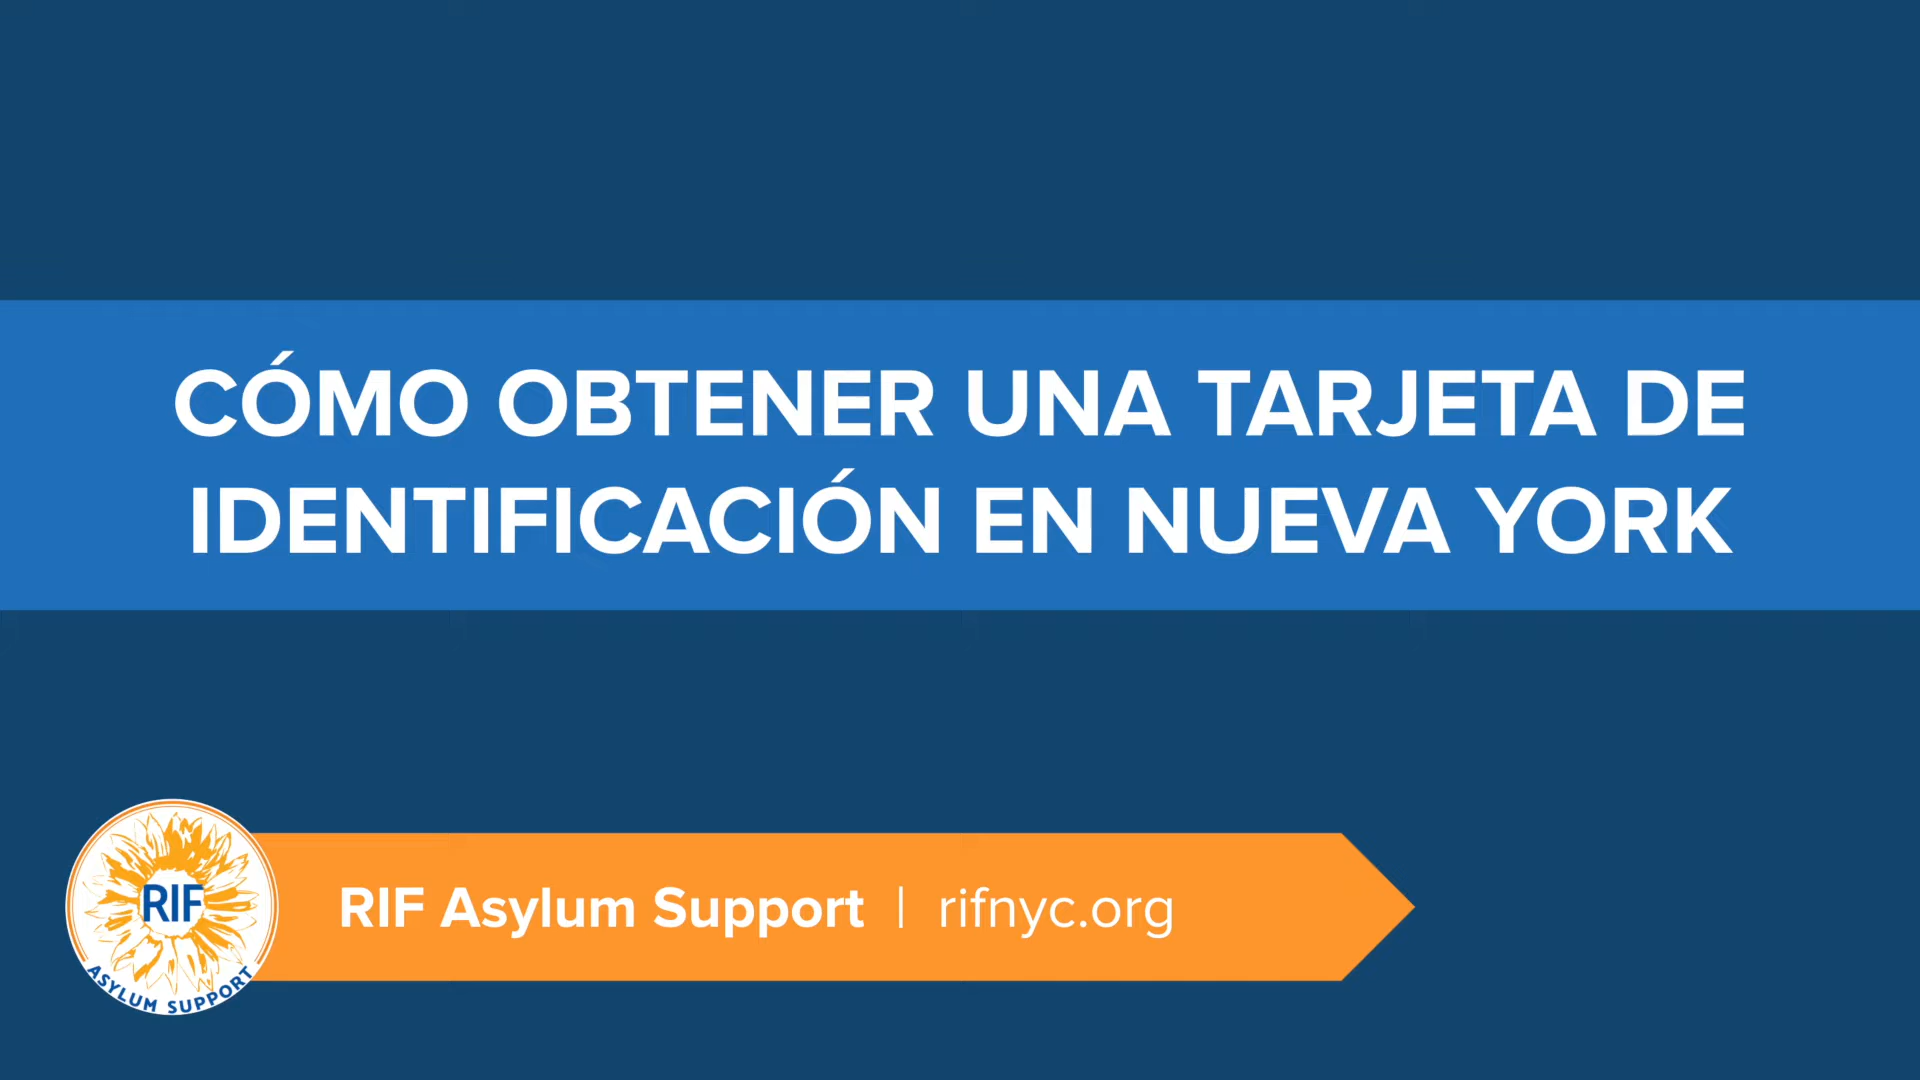 CÓMO OBTENER UNA TARJETA DE
IDENTIFICACIÓN EN NUEVA YORK
RIF
ASYLUM SUPPORT
RIF Asylum Support | rifnyc.org